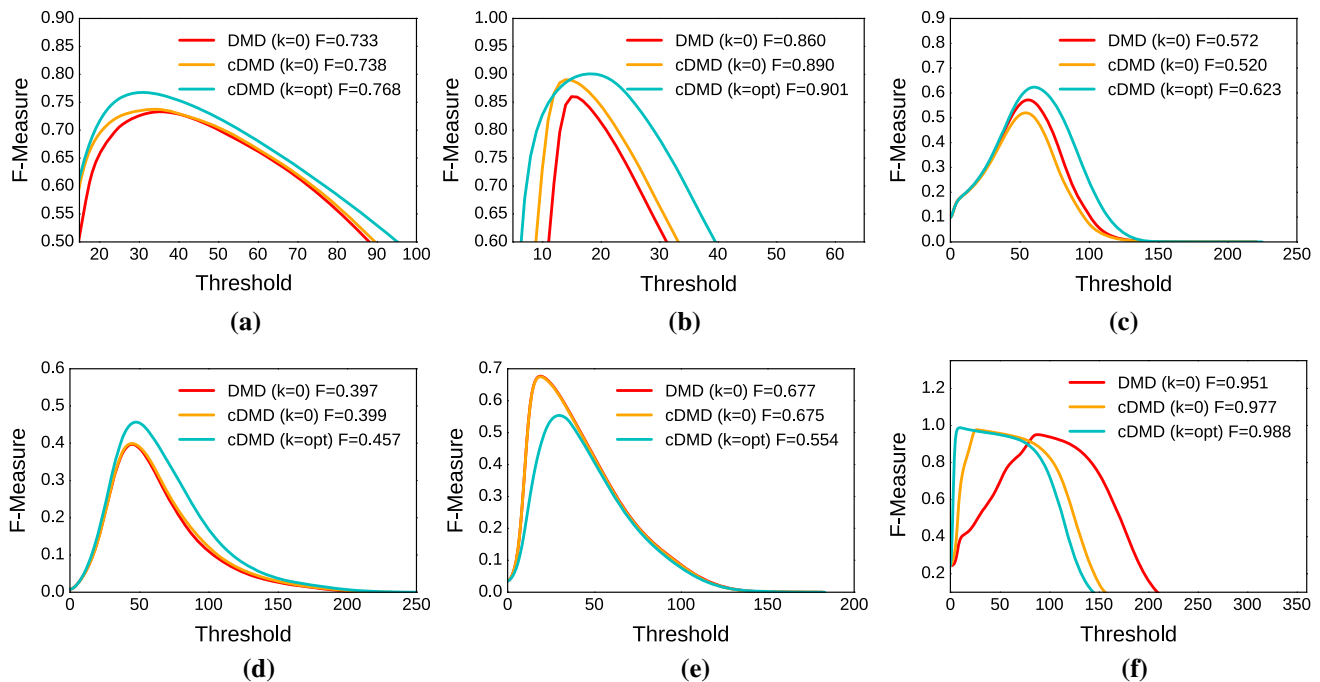 0.90
0.85
0.80
0.75
0.70
0.65
0.60
0.55
0.50
F-Measure
DMD (k=0) F=0.733
cDMD (k=0) F=0.738
cDMD (k=opt) F=0.768
20 30 40 50 60 70 80 90 100
Threshold
(a)
1.00
0.95
0.90
0.85
0.80
0.75
0.70
0.65
0.60
F-Measure
DMD (k=0) F=0.860
cDMD (k=0) F=0.890
cDMD (k=opt) F=0.901
10 20 30 40 50 60
Threshold
(b)
0.9
0.8
0.7
0.6
0.5
0.4
0.3
0.2
0.1
0.0
F-Measure
DMD (k=0) F=0.572
cDMD (k=0) F=0.520
cDMD (k=opt) F=0.623
0 50 100 150 200 250
Threshold
(c)
0.6
0.5
0.4
0.3
0.2
0.1
0.0
F-Measure
DMD (k=0) F=0.397
cDMD (k=0) F=0.399
cDMD (k=opt) F=0.457
0 50 100 150 200 250
Threshold
(d)
0.7
0.6
0.5
0.4
0.3
0.2
0.1
0.0
F-Measure
DMD (k=0) F=0.677
cDMD (k=0) F=0.675
cDMD (k=opt) F=0.554
0 50 100 150 200
Threshold
(e)
1.2
1.0
0.8
0.6
0.4
0.2
F-Measure
DMD (k=0) F=0.951
cDMD (k=0) F=0.977
cDMD (k=opt) F=0.988
0 50 100 150 200 250 300 350
Threshold
(f)